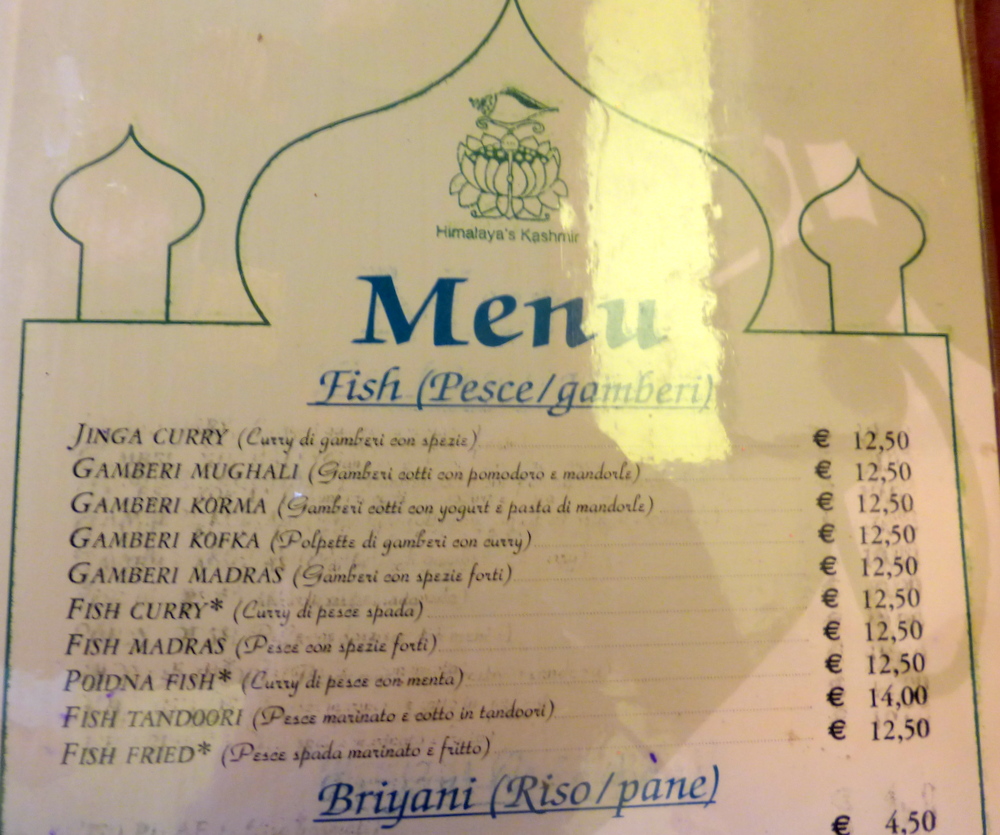 Himalaya's Kashmir
Menu
Fish (Pesce/gamberi)
JINGA CURRY (Curry di gamberi con spezie) € 12,50
GAMBERI MUGHALI (Gamberi cotti con pomodoro e mandorle) € 12,50
GAMBERI KORMA (Gamberi cotti con yogurt e pasta di mandorle) € 12,50
GAMBERI KOFKA (Polpette di gamberi con curry) € 12,50
GAMBERI MADRAS (Gamberi con spezie forti) € 12,50
FISH CURRY* (Curry di pesce spada) € 12,50
FISH MADRAS (Pesce con spezie forti) € 12,50
POIDNA FISH* (Curry di pesce con menta) € 12,50
FISH TANDOORI (Pesce marinato e cotto in tandoori) € 14,00
FISH FRIED* (Pesce spada marinato e fritto) € 12,50
Briyani (Riso/pane)
€ 4,50